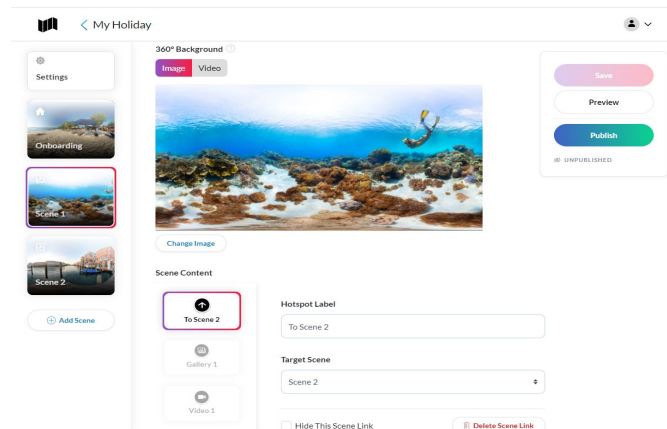 My Holiday
Settings
Onboarding
Scene 1
Scene 2
Add Scene
360° Background
Image Video
Change Image
Scene Content
To Scene 2
Gallery 1
Video 1
Hotspot Label
To Scene 2
Target Scene
Scene 2
Hide This Scene Link
Delete Scene Link
Save
Preview
Publish
UNPUBLISHED